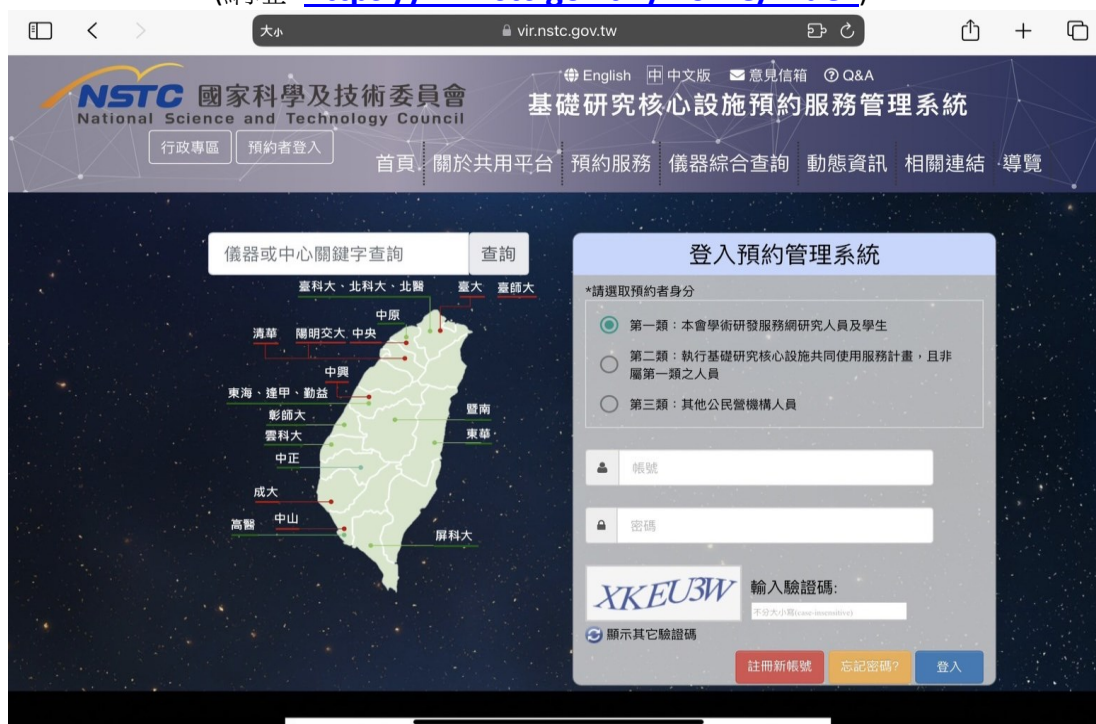 大小
vir.nstc.gov.tw
English 中 中文版 意見信箱 Q&A
NSTC 國家科學及技術委員會
National Science and Technology Council
基礎研究核心設施預約服務管理系統
行政專區 預約者登入
首頁 關於共用平台 預約服務 儀器綜合查詢 動態資訊 相關連結 導覽
儀器或中心關鍵字查詢 查詢
臺科大、北科大、北醫 臺大 臺師大
中原
清華 陽明交大 中央
中興
東海、逢甲、勤益
彰師大 暨南
雲科大 東華
中正
成大
高醫 中山
屏科大
登入預約管理系統
*請選取預約者身分
第一類：本會學術研發服務網研究人員及學生
第二類：執行基礎研究核心設施共同使用服務計畫，且非
屬第一類之人員
第三類：其他公民營機構人員
帳號
密碼
XKEU3W 輸入驗證碼:
不分大小寫(case-insensitive)
顯示其它驗證碼
註冊新帳號 忘記密碼? 登入